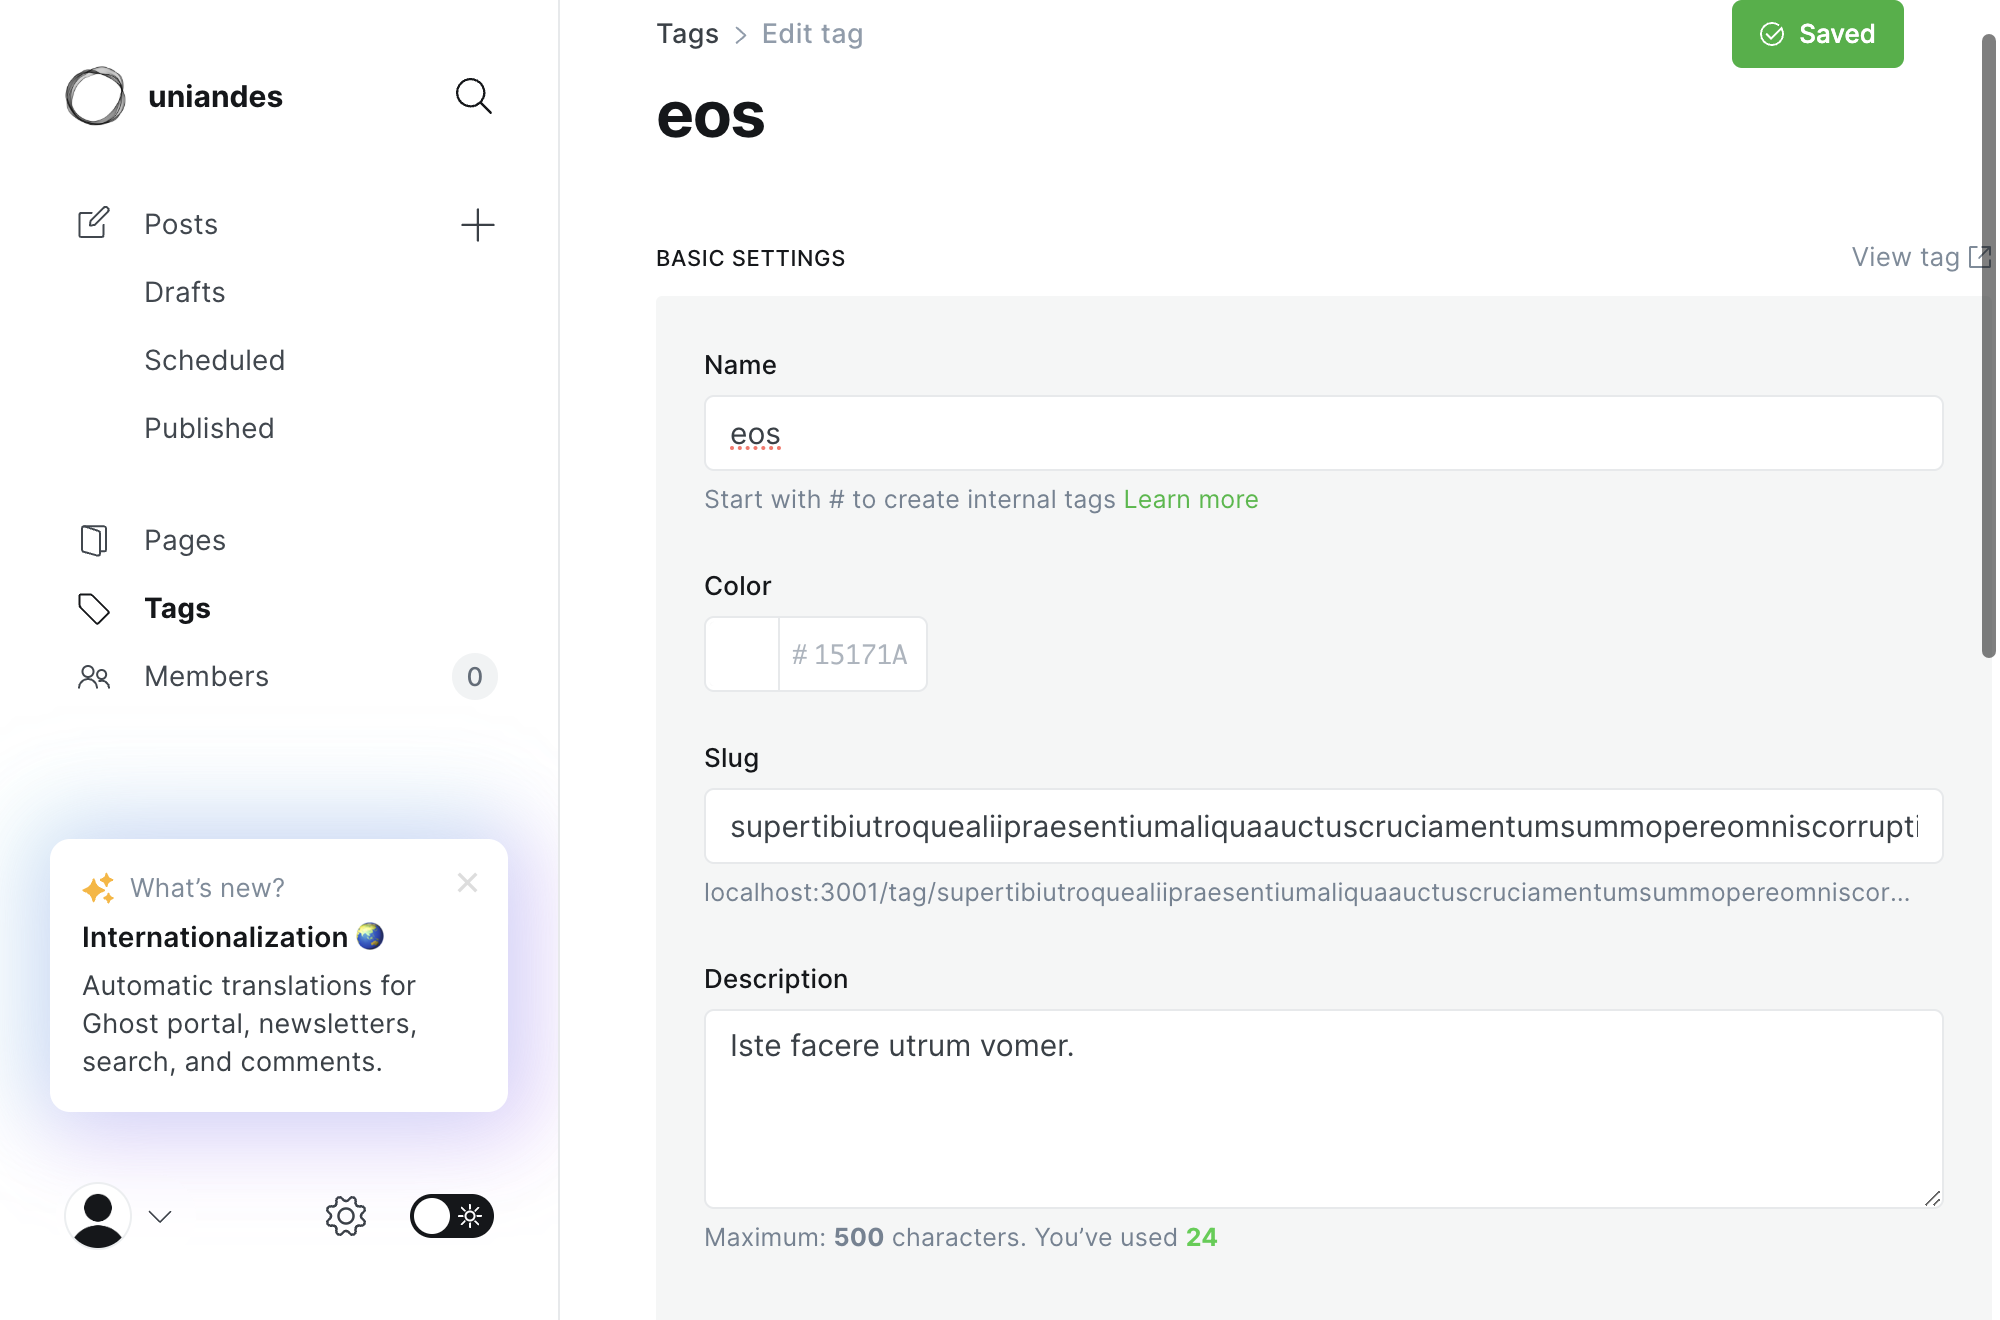 uniandes
Posts
Drafts
Scheduled
Published
Pages
Tags
Members
0
What's new?
Internationalization
Automatic translations for
Ghost portal, newsletters,
search, and comments.
Tags > Edit tag
Saved
eos
BASIC SETTINGS
View tag
Name
eos
Start with # to create internal tags Learn more
Color
# 15171A
Slug
supertibiutroquealiipraesentiumaliquaauctuscruciamentumsummopereomniscorrupti
localhost:3001/tag/supertibiutroquealiipraesentiumaliquaauctuscruciamentumsummopereomniscor...
Description
Iste facere utrum vomer.
Maximum: 500 characters. You've used 24